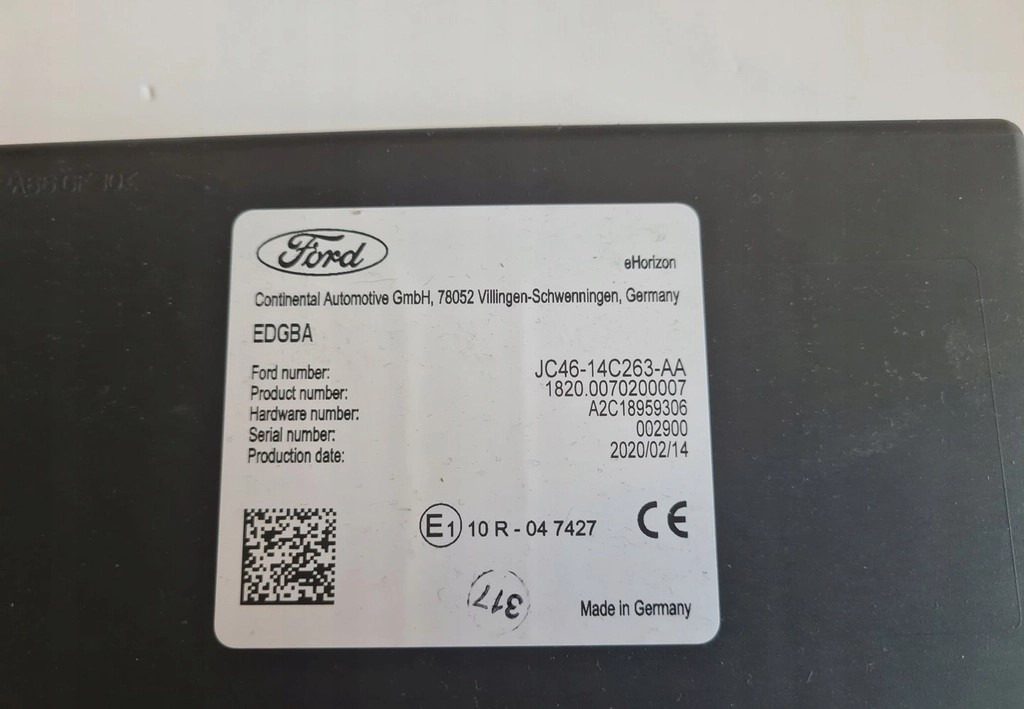 Ford
eHorizon
Continental Automotive GmbH, 78052 Villingen-Schwenningen, Germany
EDGBA
Ford number: JC46-14C263-AA
Product number: 1820.0070200007
Hardware number: A2C18959306
Serial number: 002900
Production date: 2020/02/14
E1 10 R - 04 7427 CE
317
Made in Germany